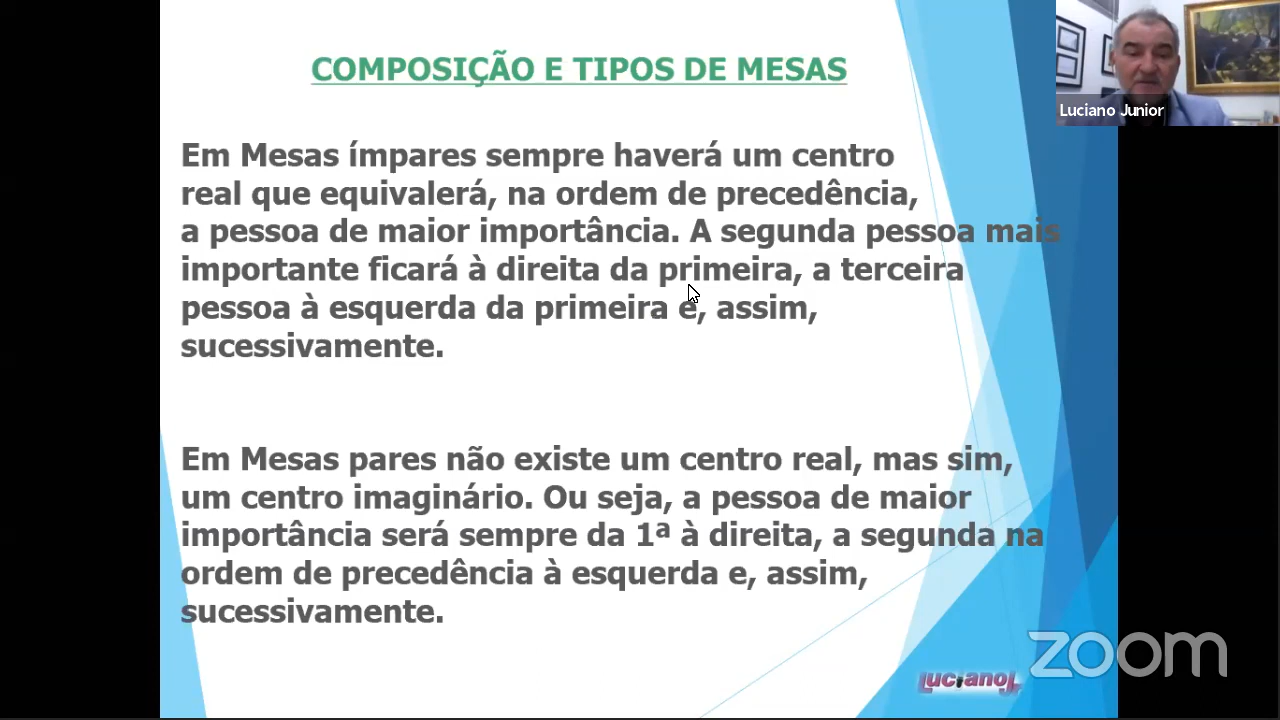 COMPOSIÇÃO E TIPOS DE MESAS
Luciano Junior
Em Mesas ímpares sempre haverá um centro
real que equivalerá, na ordem de precedência,
a pessoa de maior importância. A segunda pessoa mais
importante ficará à direita da primeira, a terceira
pessoa à esquerda da primeira e, assim,
sucessivamente.
Em Mesas pares não existe um centro real, mas sim,
um centro imaginário. Ou seja, a pessoa de maior
importância será sempre da 1ª à direita, a segunda na
ordem de precedência à esquerda e, assim,
sucessivamente.
zoom
LucianoJr